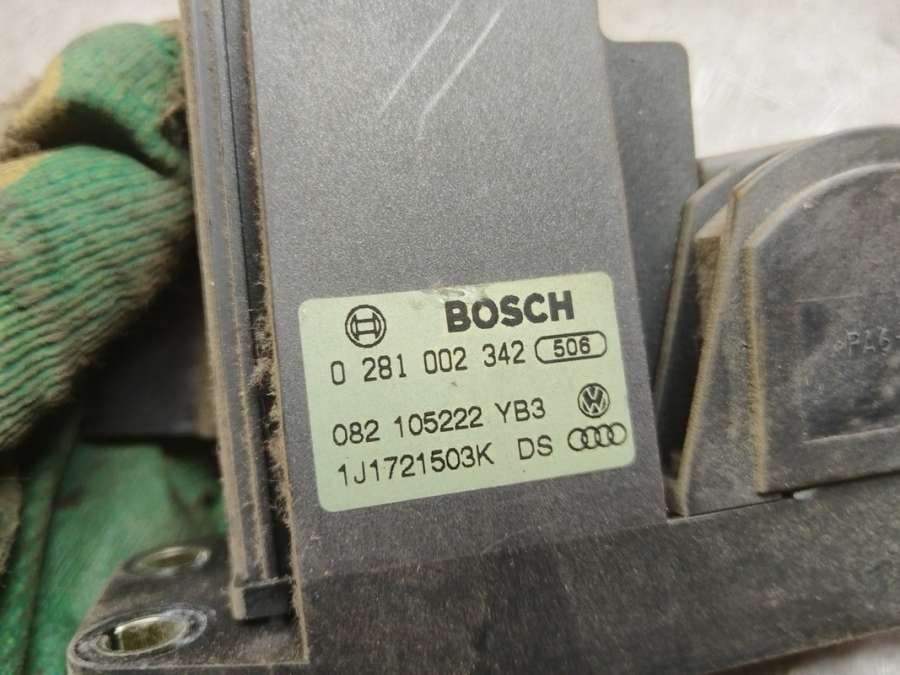 BOSCH
0 281 002 342 506
082 105222 YB3
1J1721503K DS